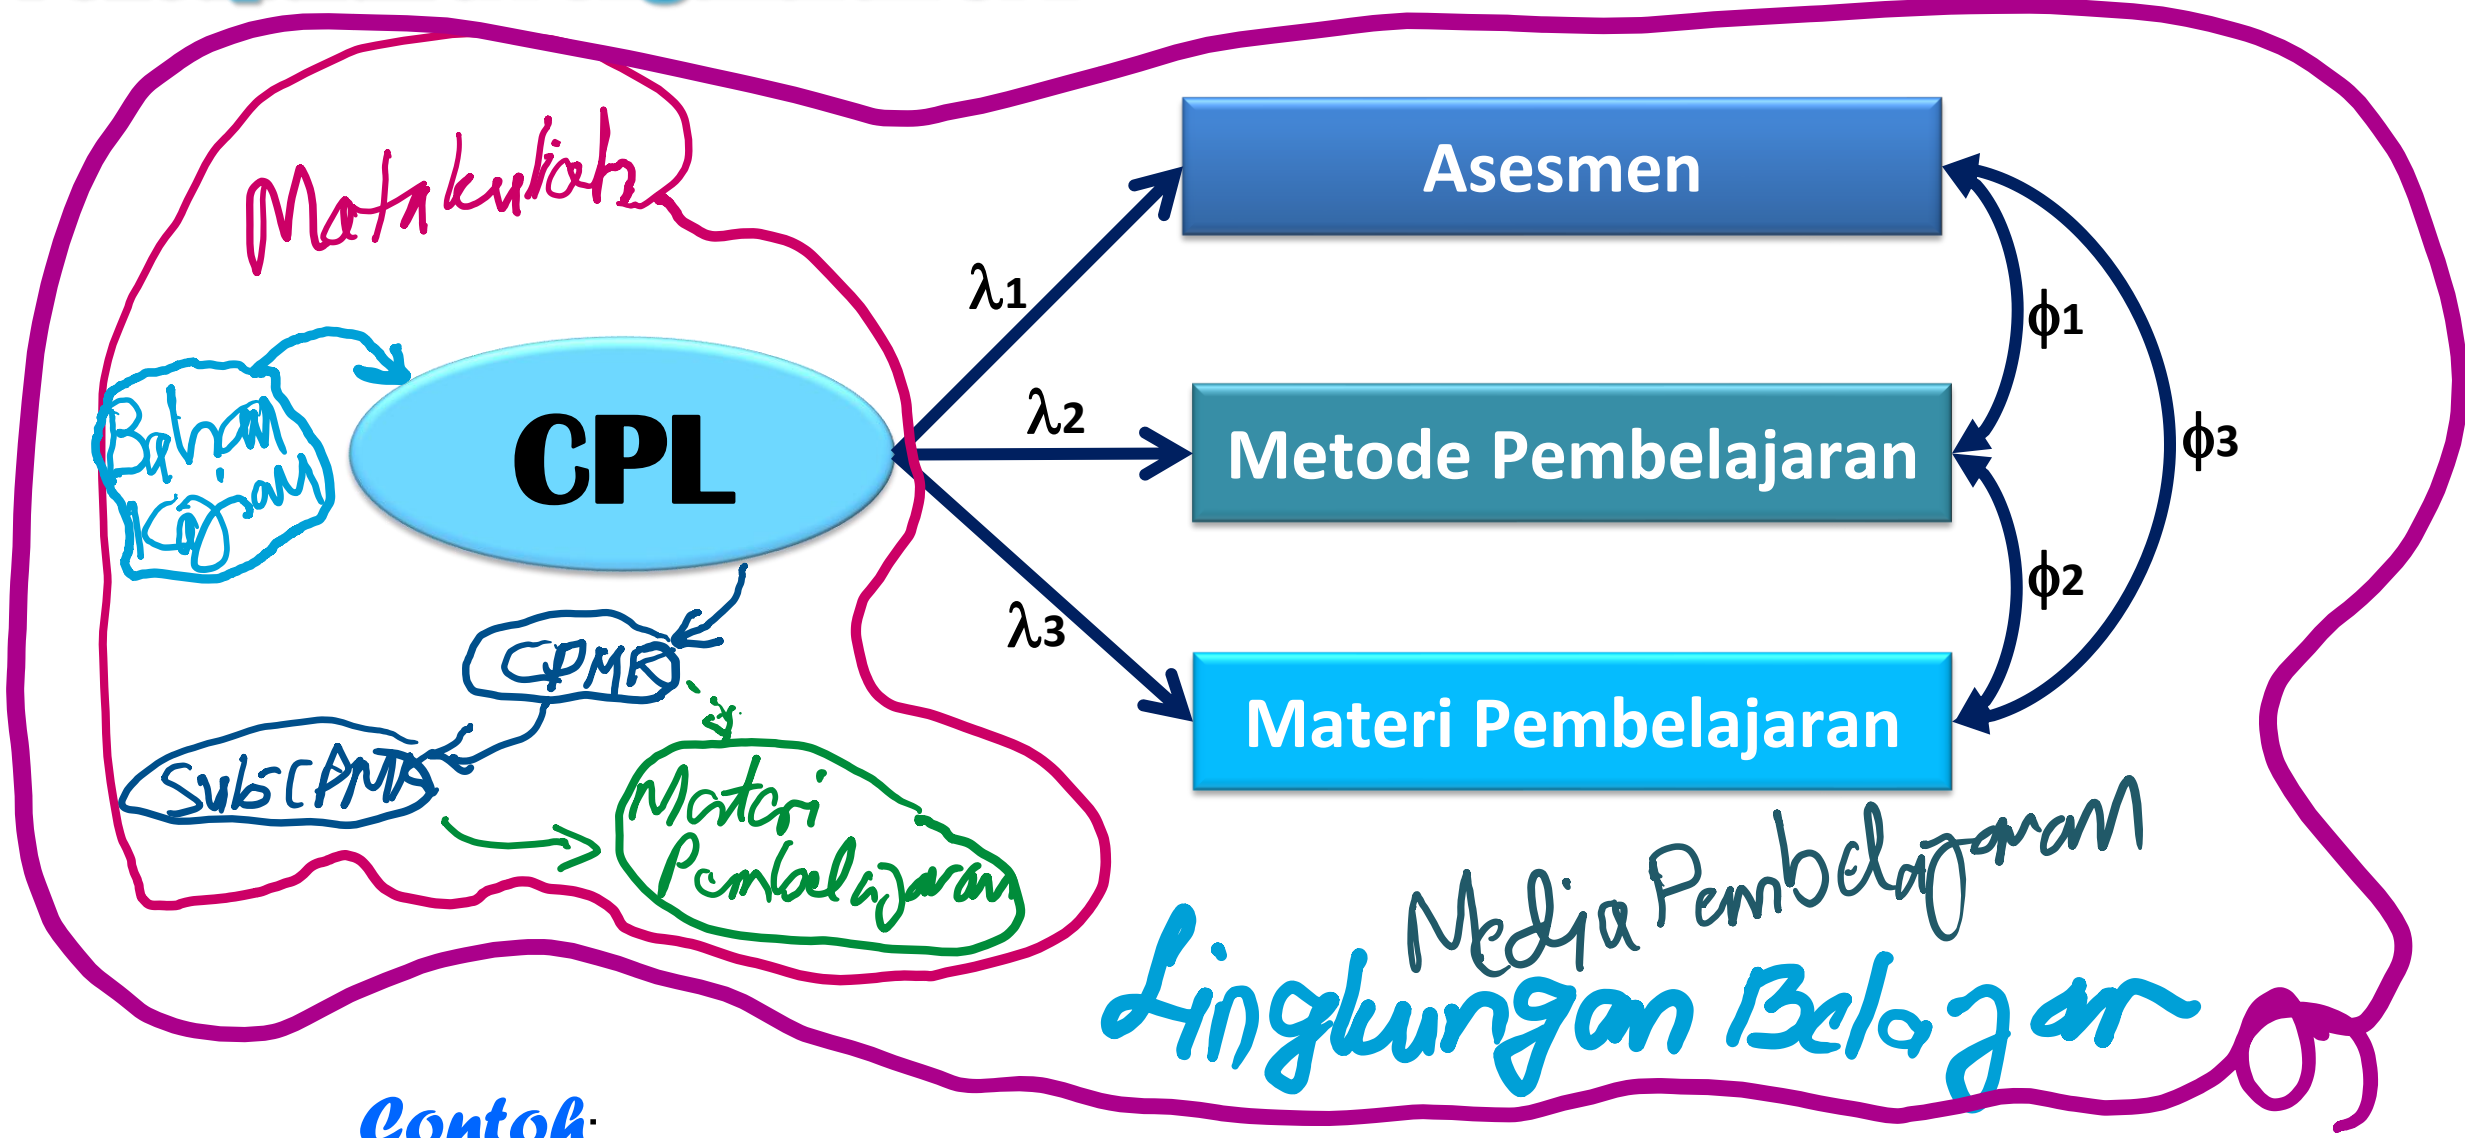 Matakuliah
Asesmen
λ1
ϕ1
Bahan
Kajian
CPL
λ2
Metode Pembelajaran
ϕ3
λ3
ϕ2
CPMK
Materi Pembelajaran
SubCPMK
Materi
Pembelajaran
Media Pembelajaran
Lingkungan Belajar
Contoh: